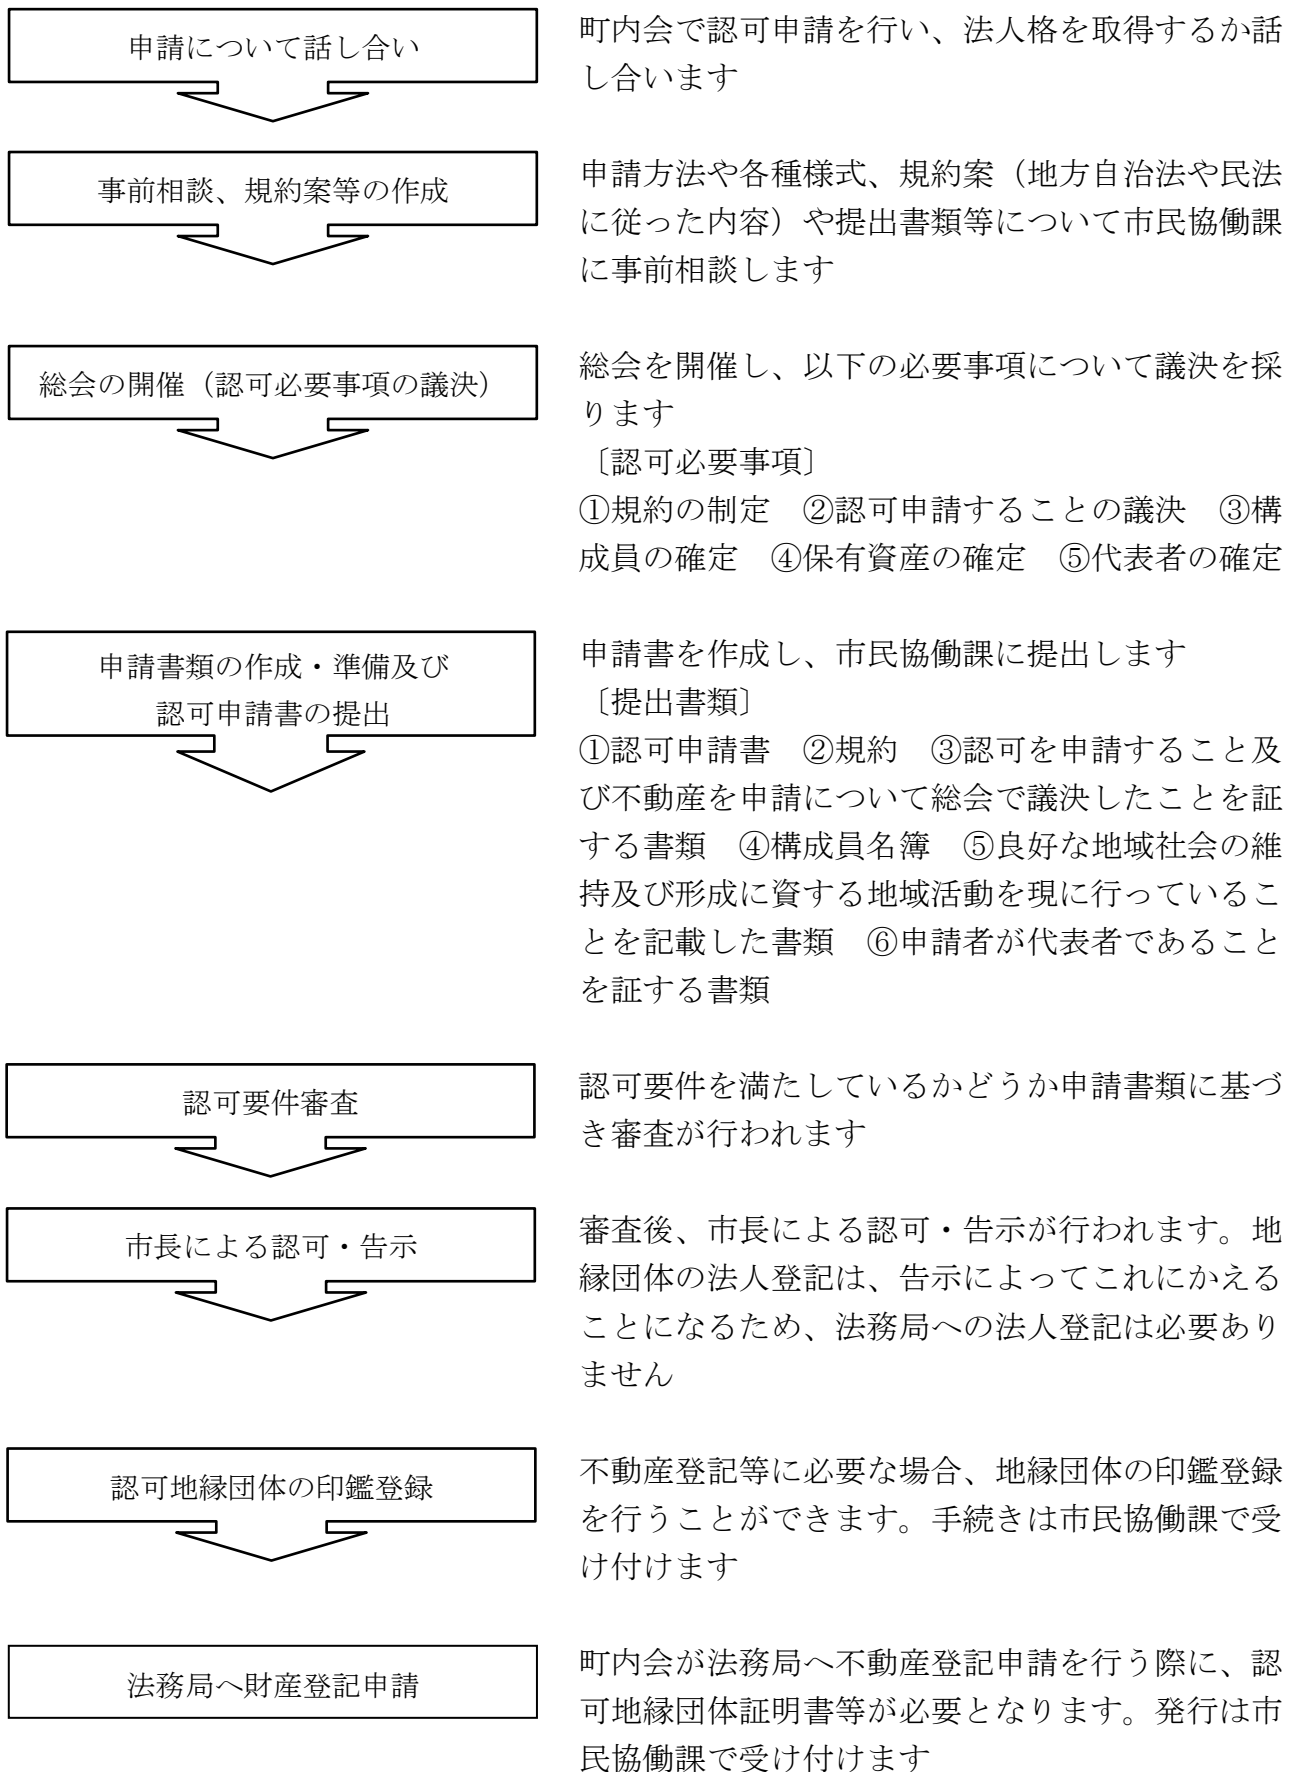 申請について話し合い
町内会で認可申請を行い、法人格を取得するか話
し合います
事前相談、規約案等の作成
申請方法や各種様式、規約案（地方自治法や民法
に従った内容）や提出書類等について市民協働課
に事前相談します
総会の開催（認可必要事項の議決）
総会を開催し、以下の必要事項について議決を採
ります
〔認可必要事項〕
①規約の制定　②認可申請することの議決　③構
成員の確定　④保有資産の確定　⑤代表者の確定
申請書類の作成・準備及び
認可申請書の提出
申請書を作成し、市民協働課に提出します
〔提出書類〕
①認可申請書　②規約　③認可を申請すること及
び不動産を申請について総会で議決したことを証
する書類　④構成員名簿　⑤良好な地域社会の維
持及び形成に資する地域活動を現に行っているこ
とを記載した書類　⑥申請者が代表者であること
を証する書類
認可要件審査
認可要件を満たしているかどうか申請書類に基づ
き審査が行われます
市長による認可・告示
審査後、市長による認可・告示が行われます。地
縁団体の法人登記は、告示によってこれにかえる
ことになるため、法務局への法人登記は必要あり
ません
認可地縁団体の印鑑登録
不動産登記等に必要な場合、地縁団体の印鑑登録
を行うことができます。手続きは市民協働課で受
け付けます
法務局へ財産登記申請
町内会が法務局へ不動産登記申請を行う際に、認
可地縁団体証明書等が必要となります。発行は市
民協働課で受け付けます